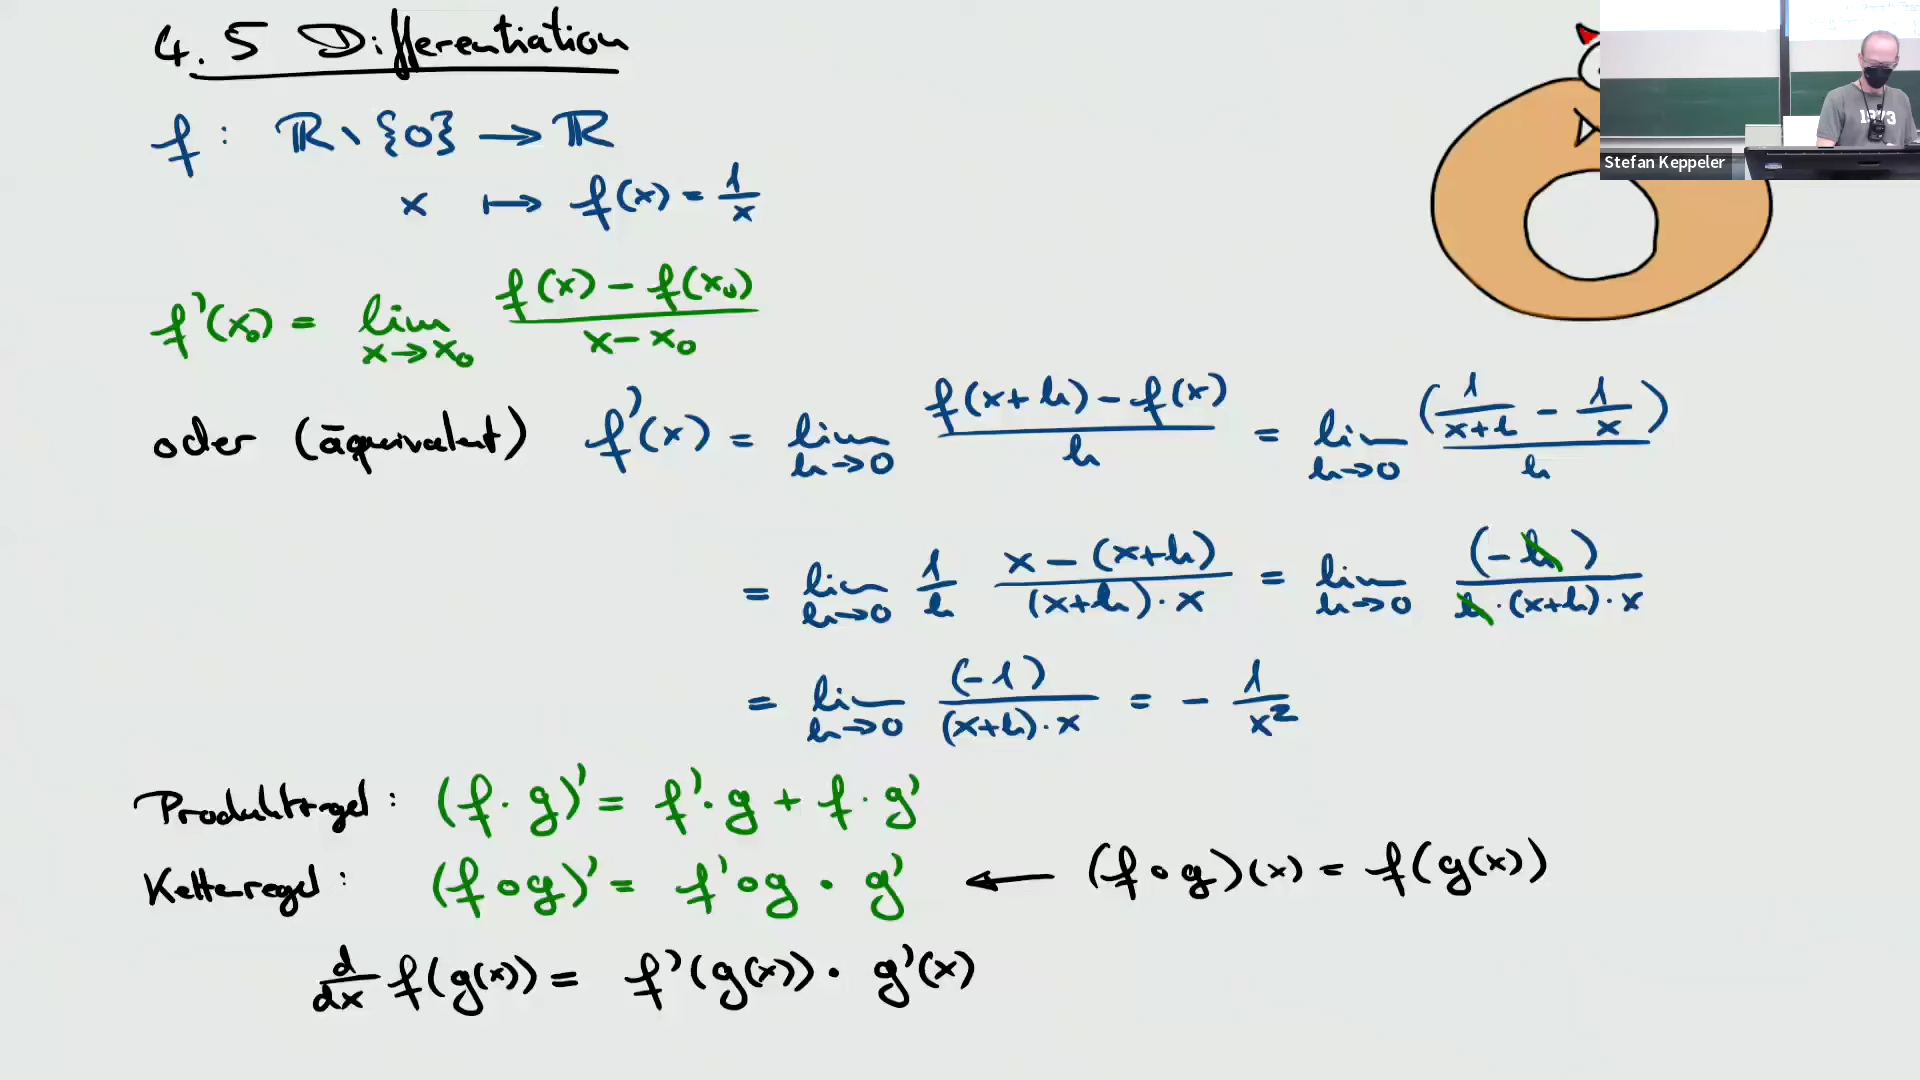 4.5 Differentiation
f : ℝ \ {0} → ℝ
x ↦ f(x) = 1/x
f'(x₀) = lim_{x→x₀} (f(x) - f(x₀))/(x - x₀)
oder (äquivalent) f'(x) = lim_{h→0} (f(x+h) - f(x))/h = lim_{h→0} (1/(x+h) - 1/x)/h
= lim_{h→0} 1/h (x - (x+h))/((x+h)·x) = lim_{h→0} (-h)/(h·(x+h)·x)
= lim_{h→0} (-1)/((x+h)·x) = - 1/x²
Produktregel: (f·g)' = f'·g + f·g'
Kettenregel: (f∘g)' = f'∘g · g' ← (f∘g)(x) = f(g(x))
d/dx f(g(x)) = f'(g(x)) · g'(x)
Stefan Keppeler
1973